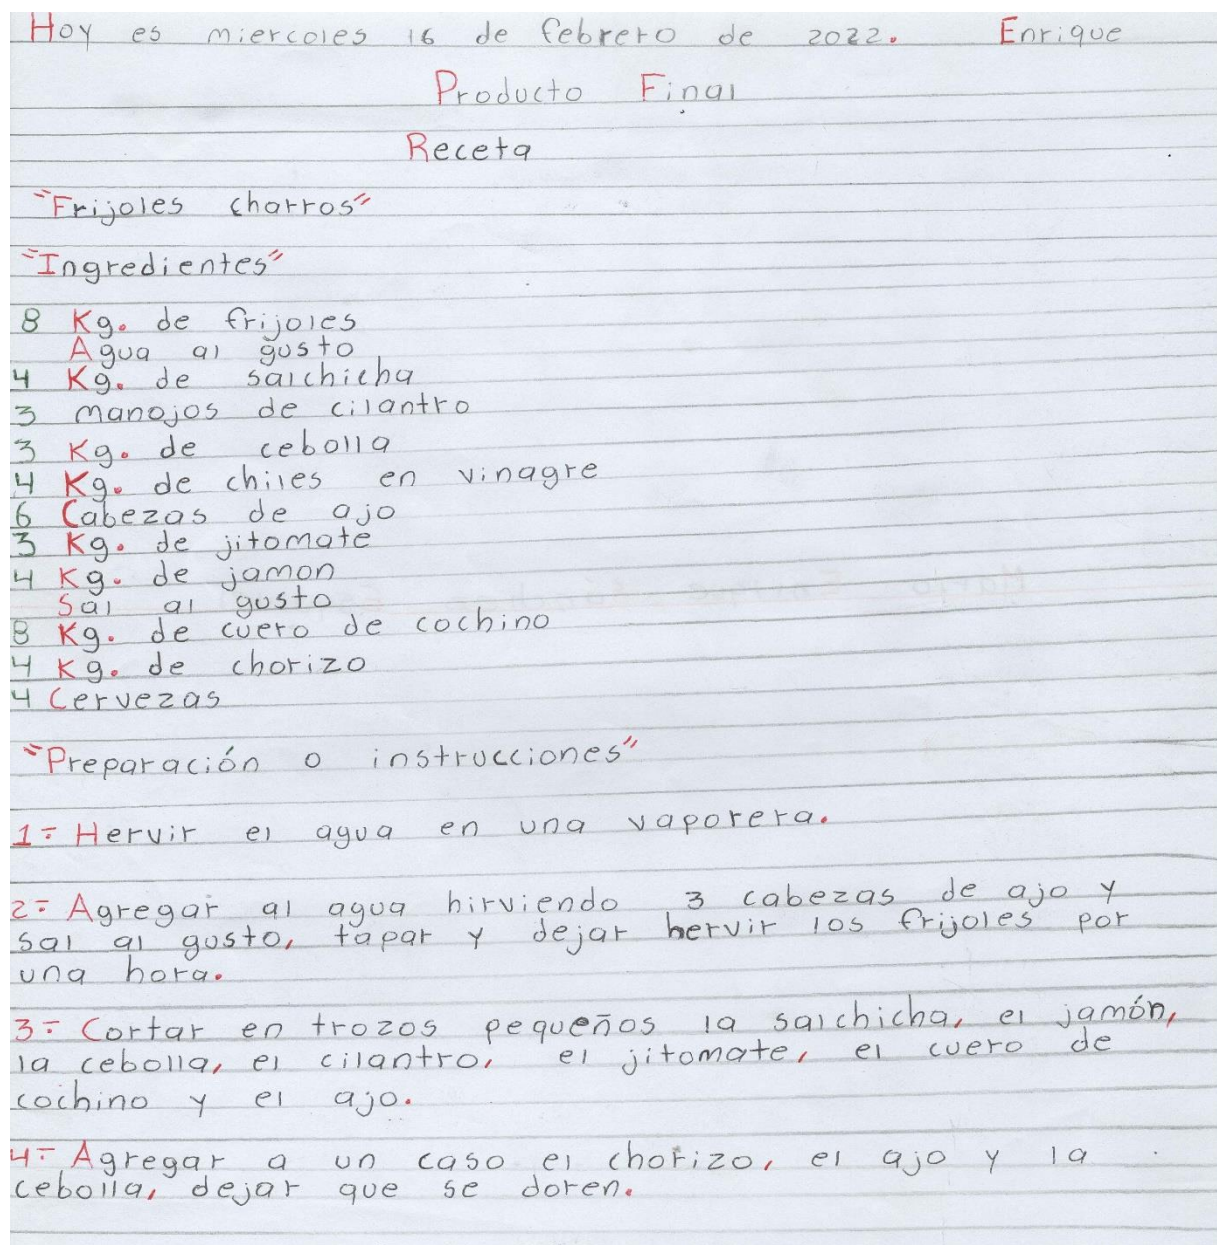 Hoy es miercoles 16 de febrero de 2022. Enrique
Producto Final
Receta
"Frijoles charros"
"Ingredientes"
8 Kg. de frijoles
Agua al gusto
4 Kg. de salchicha
3 manojos de cilantro
3 Kg. de cebolla
4 Kg. de chiles en vinagre
6 Cabezas de ajo
3 Kg. de jitomate
4 Kg. de jamon
Sal al gusto
8 Kg. de cuero de cochino
4 Kg. de chorizo
4 Cervezas
"Preparación o instrucciones"
1.- Hervir el agua en una vaporera.
2.- Agregar al agua hirviendo 3 cabezas de ajo y
sal al gusto, tapar y dejar hervir los frijoles por
una hora.
3.- Cortar en trozos pequeños la salchicha, el jamón,
la cebolla, el cilantro, el jitomate, el cuero de
cochino y el ajo.
4.- Agregar a un caso el chorizo, el ajo y la
cebolla, dejar que se doren.